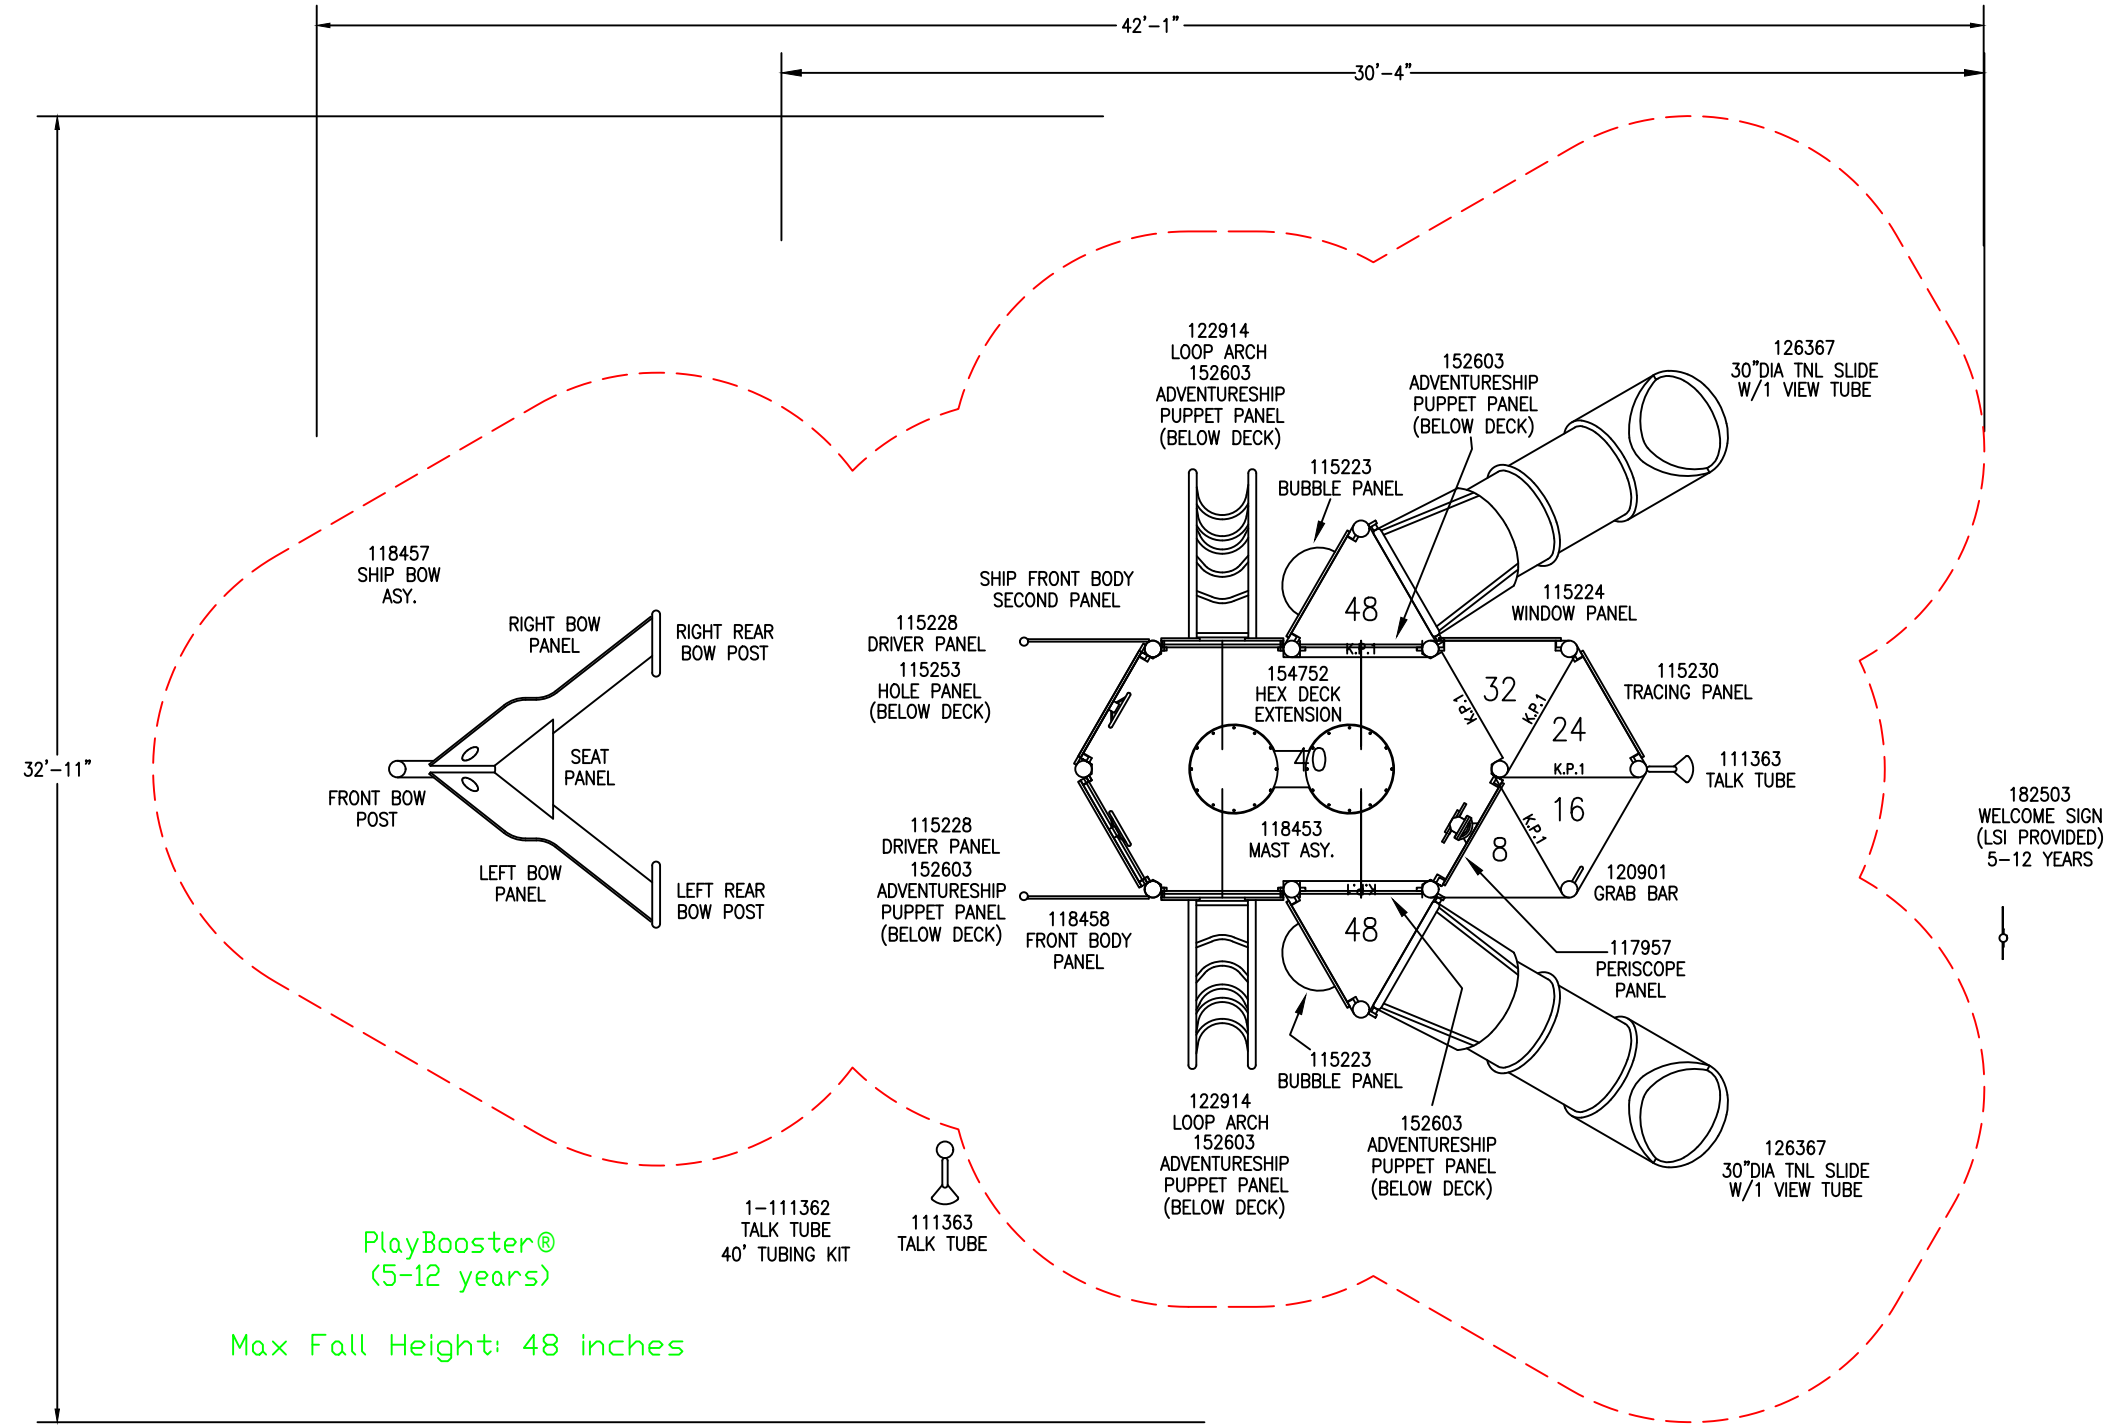 42'-1"
30'-4"
32'-11"
122914
LOOP ARCH
152603
ADVENTURESHIP
PUPPET PANEL
(BELOW DECK)
152603
ADVENTURESHIP
PUPPET PANEL
(BELOW DECK)
126367
30"DIA TNL SLIDE
W/1 VIEW TUBE
115223
BUBBLE PANEL
118457
SHIP BOW
ASY.
SHIP FRONT BODY
SECOND PANEL
115224
WINDOW PANEL
RIGHT BOW
PANEL
RIGHT REAR
BOW POST
115228
DRIVER PANEL
115253
HOLE PANEL
(BELOW DECK)
48
K.P.1
154752
HEX DECK
EXTENSION
32
K.P.1
K.P.1
24
115230
TRACING PANEL
SEAT
PANEL
40
K.P.1
111363
TALK TUBE
FRONT BOW
POST
16
K.P.1
8
182503
WELCOME SIGN
(LSI PROVIDED)
5-12 YEARS
115228
DRIVER PANEL
152603
ADVENTURESHIP
PUPPET PANEL
(BELOW DECK)
118453
MAST ASY.
LEFT BOW
PANEL
LEFT REAR
BOW POST
120901
GRAB BAR
K.P.1
48
118458
FRONT BODY
PANEL
117957
PERISCOPE
PANEL
115223
BUBBLE PANEL
122914
LOOP ARCH
152603
ADVENTURESHIP
PUPPET PANEL
(BELOW DECK)
152603
ADVENTURESHIP
PUPPET PANEL
(BELOW DECK)
126367
30"DIA TNL SLIDE
W/1 VIEW TUBE
1-111362
TALK TUBE
40' TUBING KIT
111363
TALK TUBE
PlayBooster®
(5-12 years)
Max Fall Height: 48 inches